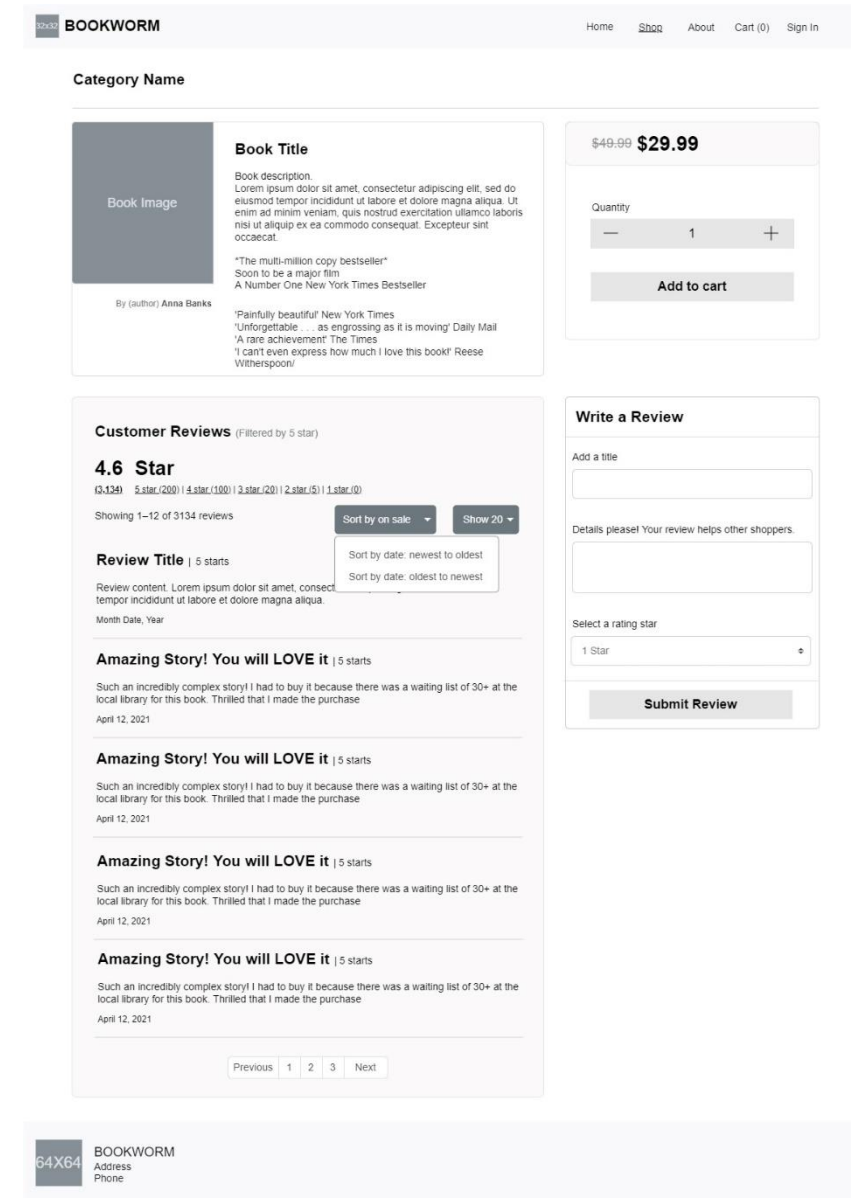 32x32 BOOKWORM
Home Shop About Cart (0) Sign In
Category Name
Book Image
By (author) Anna Banks
Book Title
Book description.
Lorem ipsum dolor sit amet, consectetur adipiscing elit, sed do
eiusmod tempor incididunt ut labore et dolore magna aliqua. Ut
enim ad minim veniam, quis nostrud exercitation ullamco laboris
nisi ut aliquip ex ea commodo consequat. Excepteur sint
occaecat.
"The multi-million copy bestseller"
Soon to be a major film
A Number One New York Times Bestseller
'Painfully beautiful' New York Times
'Unforgettable . . . as engrossing as it is moving' Daily Mail
'A rare achievement' The Times
'I can't even express how much I love this book!' Reese
Witherspoon/
$49.99 $29.99
Quantity
— 1 +
Add to cart
Customer Reviews (Filtered by 5 star)
4.6 Star
(3,134) 5 star (200) | 4 star (100) | 3 star (20) | 2 star (5) | 1 star (0)
Showing 1–12 of 3134 reviews
Sort by on sale
Show 20
Sort by date: newest to oldest
Sort by date: oldest to newest
Review Title | 5 starts
Review content. Lorem ipsum dolor sit amet, consect
tempor incididunt ut labore et dolore magna aliqua.
Month Date, Year
Amazing Story! You will LOVE it | 5 starts
Such an incredibly complex story! I had to buy it because there was a waiting list of 30+ at the
local library for this book. Thrilled that I made the purchase
April 12, 2021
Amazing Story! You will LOVE it | 5 starts
Such an incredibly complex story! I had to buy it because there was a waiting list of 30+ at the
local library for this book. Thrilled that I made the purchase
April 12, 2021
Amazing Story! You will LOVE it | 5 starts
Such an incredibly complex story! I had to buy it because there was a waiting list of 30+ at the
local library for this book. Thrilled that I made the purchase
April 12, 2021
Amazing Story! You will LOVE it | 5 starts
Such an incredibly complex story! I had to buy it because there was a waiting list of 30+ at the
local library for this book. Thrilled that I made the purchase
April 12, 2021
Previous 1 2 3 Next
Write a Review
Add a title
Details please! Your review helps other shoppers.
Select a rating star
1 Star
Submit Review
64X64
BOOKWORM
Address
Phone